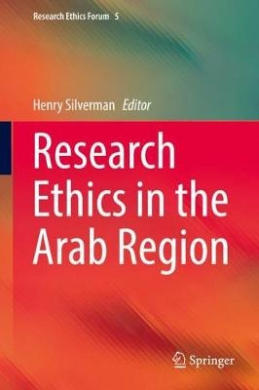 Research Ethics Forum 5
Henry Silverman Editor
Research
Ethics in the
Arab Region
Springer